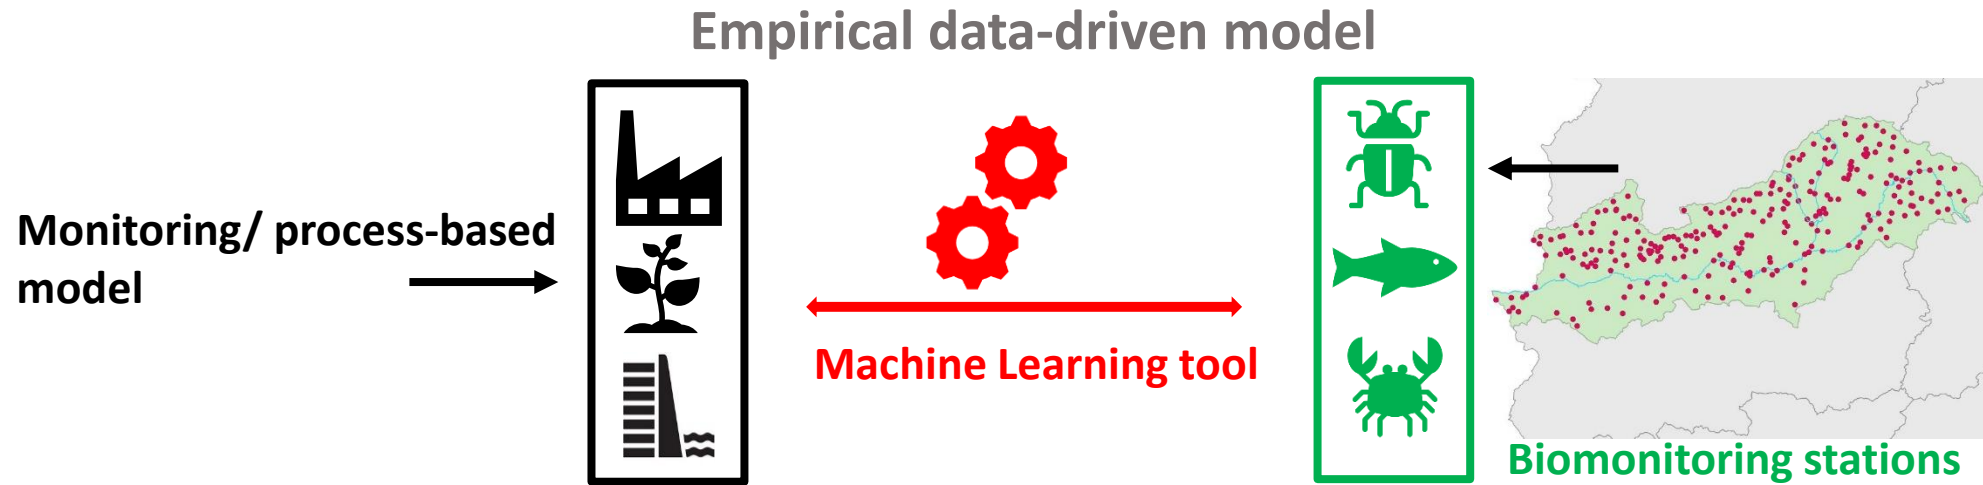 Empirical data-driven model
Monitoring/ process-based
model
Machine Learning tool
Biomonitoring stations